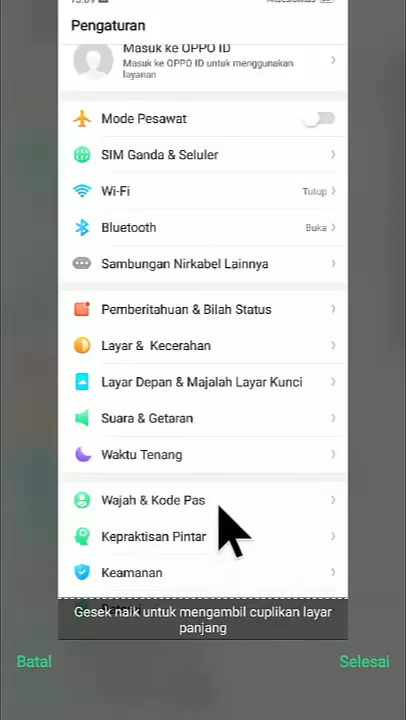 Pengaturan
Masuk ke OPPO ID
Masuk ke OPPO ID untuk menggunakan
layanan
Mode Pesawat
SIM Ganda & Seluler
Wi-Fi Tutup
Bluetooth Buka
Sambungan Nirkabel Lainnya
Pemberitahuan & Bilah Status
Layar & Kecerahan
Layar Depan & Majalah Layar Kunci
Suara & Getaran
Waktu Tenang
Wajah & Kode Pas
Kepraktisan Pintar
Keamanan
Gesek naik untuk mengambil cuplikan layar
panjang
Batal Selesai